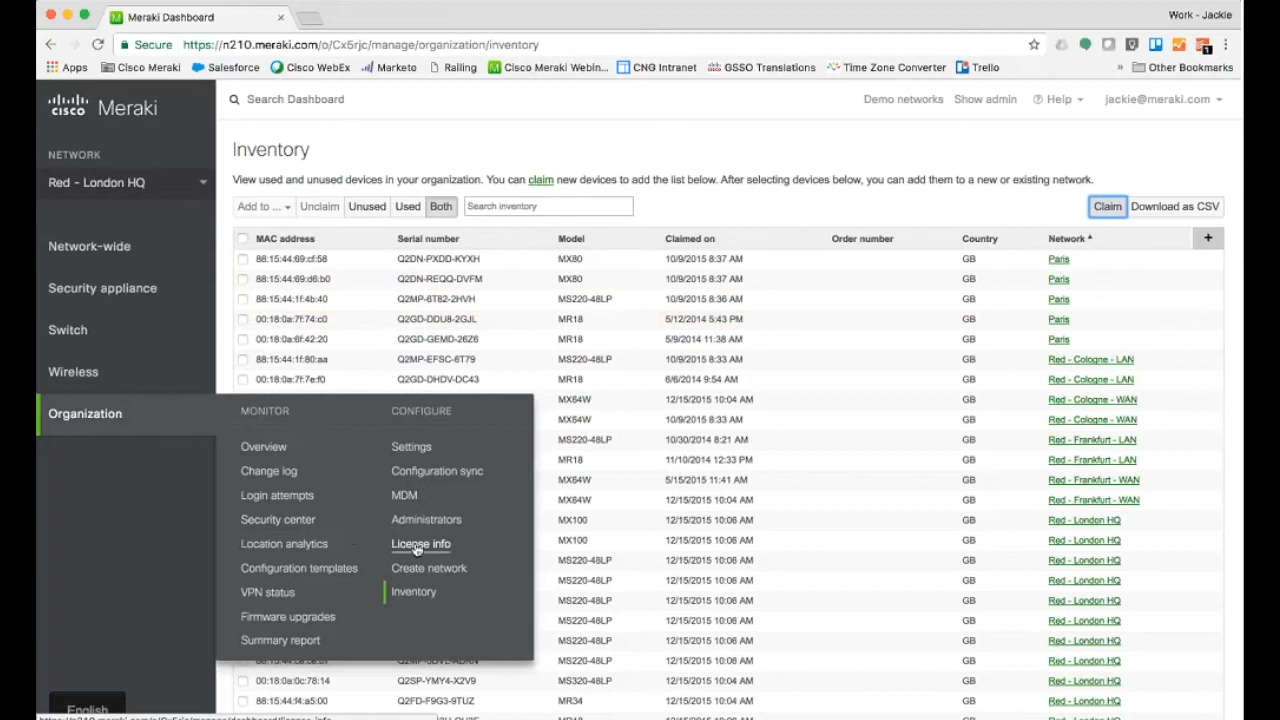 Meraki Dashboard
Work - Jackie
Secure https://n210.meraki.com/o/Cx5rjc/manage/organization/inventory
Apps Cisco Meraki Salesforce Cisco WebEx Marketo Railing Cisco Meraki Webin... CNG Intranet GSSO Translations Time Zone Converter Trello » Other Bookmarks
cisco Meraki
Search Dashboard
Demo networks Show admin Help jackie@meraki.com
NETWORK
Red - London HQ
Network-wide
Security appliance
Switch
Wireless
Organization
Inventory
View used and unused devices in your organization. You can claim new devices to add the list below. After selecting devices below, you can add them to a new or existing network.
Add to ... Unclaim Unused Used Both Search inventory Claim Download as CSV
MAC address Serial number Model Claimed on Order number Country Network +
88:15:44:69:cf:58 Q2DN-PXDD-KYXH MX80 10/9/2015 8:37 AM GB Paris
88:15:44:69:d6:b0 Q2DN-REQQ-DVFM MX80 10/9/2015 8:37 AM GB Paris
88:15:44:1f:4b:40 Q2MP-6T82-2HVH MS220-48LP 10/9/2015 8:36 AM GB Paris
00:18:0a:7f:74:c0 Q2GD-DDU8-2GJL MR18 5/12/2014 5:43 PM GB Paris
00:18:0a:6f:42:20 Q2GD-GEMD-26Z6 MR18 5/9/2014 11:38 AM GB Paris
88:15:44:1f:80:aa Q2MP-EFSC-6T79 MS220-48LP 10/9/2015 8:33 AM GB Red - Cologne - LAN
00:18:0a:7f:7e:f0 Q2GD-DHDV-DC43 MR18 6/6/2014 9:54 AM GB Red - Cologne - LAN
MX64W 12/15/2015 10:04 AM GB Red - Cologne - WAN
MX64W 10/9/2015 8:33 AM GB Red - Cologne - WAN
MS220-48LP 10/30/2014 8:21 AM GB Red - Frankfurt - LAN
MR18 11/10/2014 12:33 PM GB Red - Frankfurt - LAN
MX64W 5/15/2015 11:41 AM GB Red - Frankfurt - WAN
MX64W 12/15/2015 10:04 AM GB Red - Frankfurt - WAN
MX100 12/15/2015 10:06 AM GB Red - London HQ
MX100 12/15/2015 10:06 AM GB Red - London HQ
MS220-48LP 12/15/2015 10:06 AM GB Red - London HQ
MS220-48LP 12/15/2015 10:06 AM GB Red - London HQ
MS220-48LP 12/15/2015 10:06 AM GB Red - London HQ
MS220-48LP 12/15/2015 10:06 AM GB Red - London HQ
MS220-48LP 12/15/2015 10:06 AM GB Red - London HQ
MS220-48LP 12/15/2015 10:06 AM GB Red - London HQ
00:18:0a:0c:78:14 Q2SP-YMY4-X2V9 MS320-48LP 12/15/2015 10:04 AM GB Red - London HQ
88:15:44:f4:a5:00 Q2FD-F9G3-9TUZ MR34 12/15/2015 10:04 AM GB Red - London HQ
MONITOR
Overview
Change log
Login attempts
Security center
Location analytics
Configuration templates
VPN status
Firmware upgrades
Summary report
CONFIGURE
Settings
Configuration sync
MDM
Administrators
License info
Create network
Inventory
English